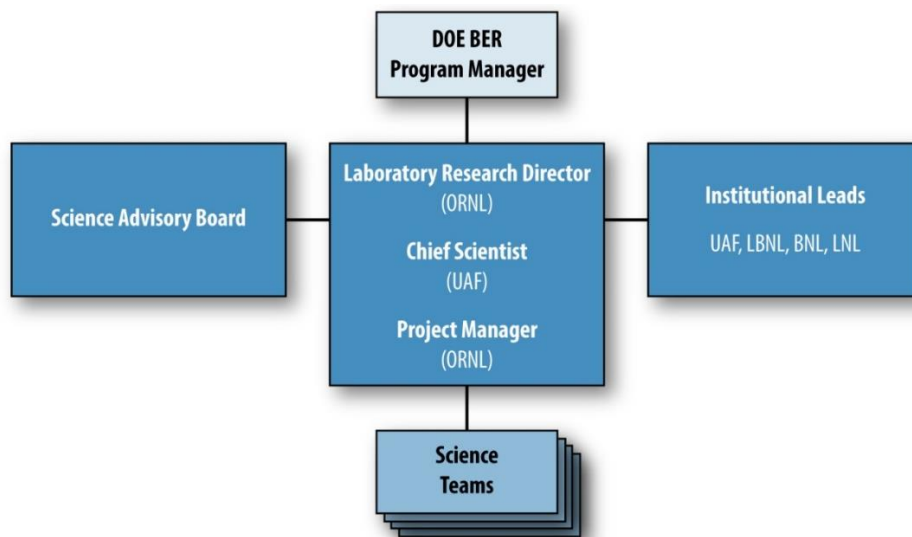 DOE BER
Program Manager
Science Advisory Board
Laboratory Research Director
(ORNL)
Chief Scientist
(UAF)
Project Manager
(ORNL)
Institutional Leads
UAF, LBNL, BNL, LNL
Science
Teams